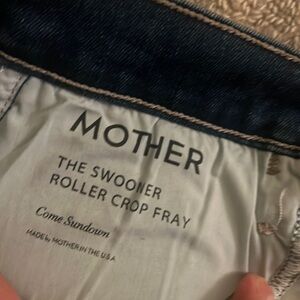 MOTHER
THE SWOONER
ROLLER CROP FRAY
Come Sundown
MADE by MOTHER IN THE U.S.A